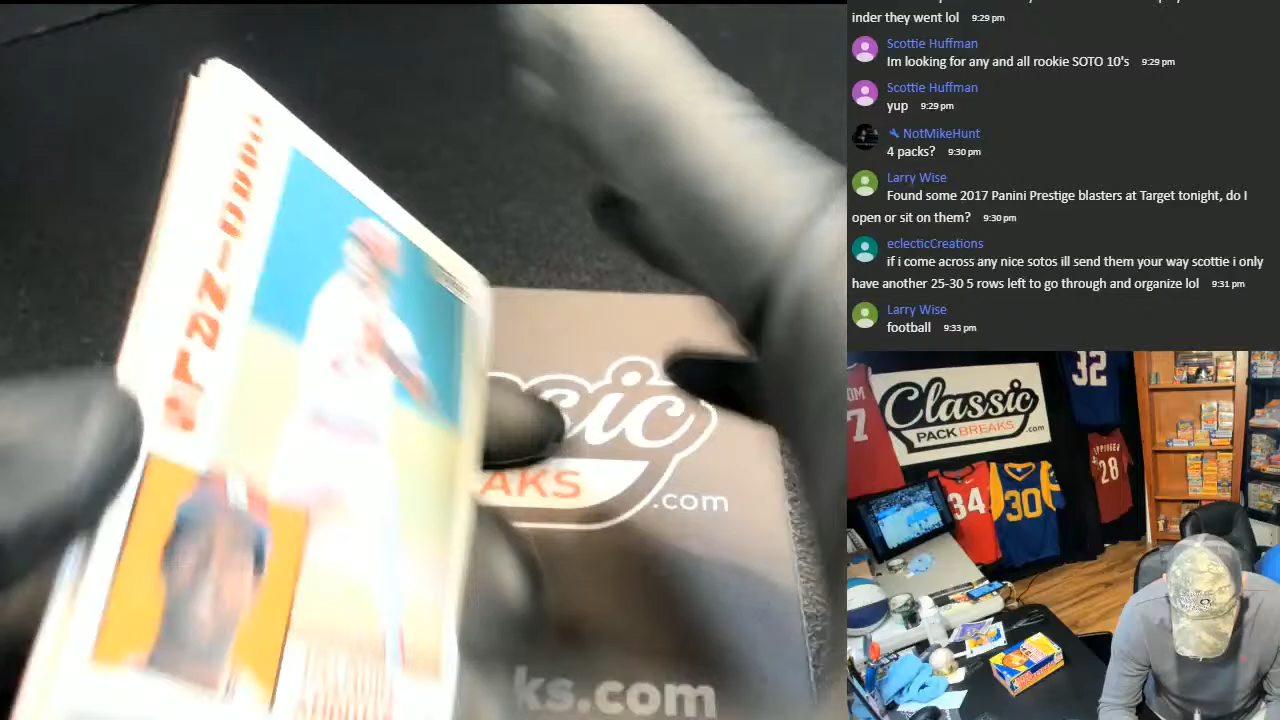 inder they went lol 9:29 pm
Scottie Huffman
Im looking for any and all rookie SOTO 10's 9:29 pm
Scottie Huffman
yup 9:29 pm
NotMikeHunt
4 packs? 9:30 pm
Larry Wise
Found some 2017 Panini Prestige blasters at Target tonight, do I
open or sit on them? 9:30 pm
eclecticCreations
if i come across any nice sotos ill send them your way scottie i only
have another 25-30 5 rows left to go through and organize lol 9:31 pm
Larry Wise
football 9:33 pm
CARDINALS
ssic
AKS
.com
ks.com
Classic
PACK BREAKS
.com
32
7
34
30
28